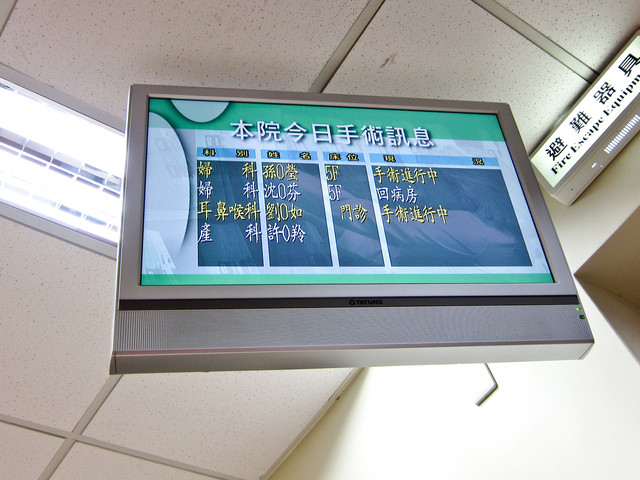 本院今日手術訊息
科別 姓名 床位 現況
婦科 孫O瑩 5F 手術進行中
婦科 沈O芬 5F 回病房
耳鼻喉科 劉O如 門診 手術進行中
產科 許O羚
TATUNG
避難器具
Fire Escape Equipm